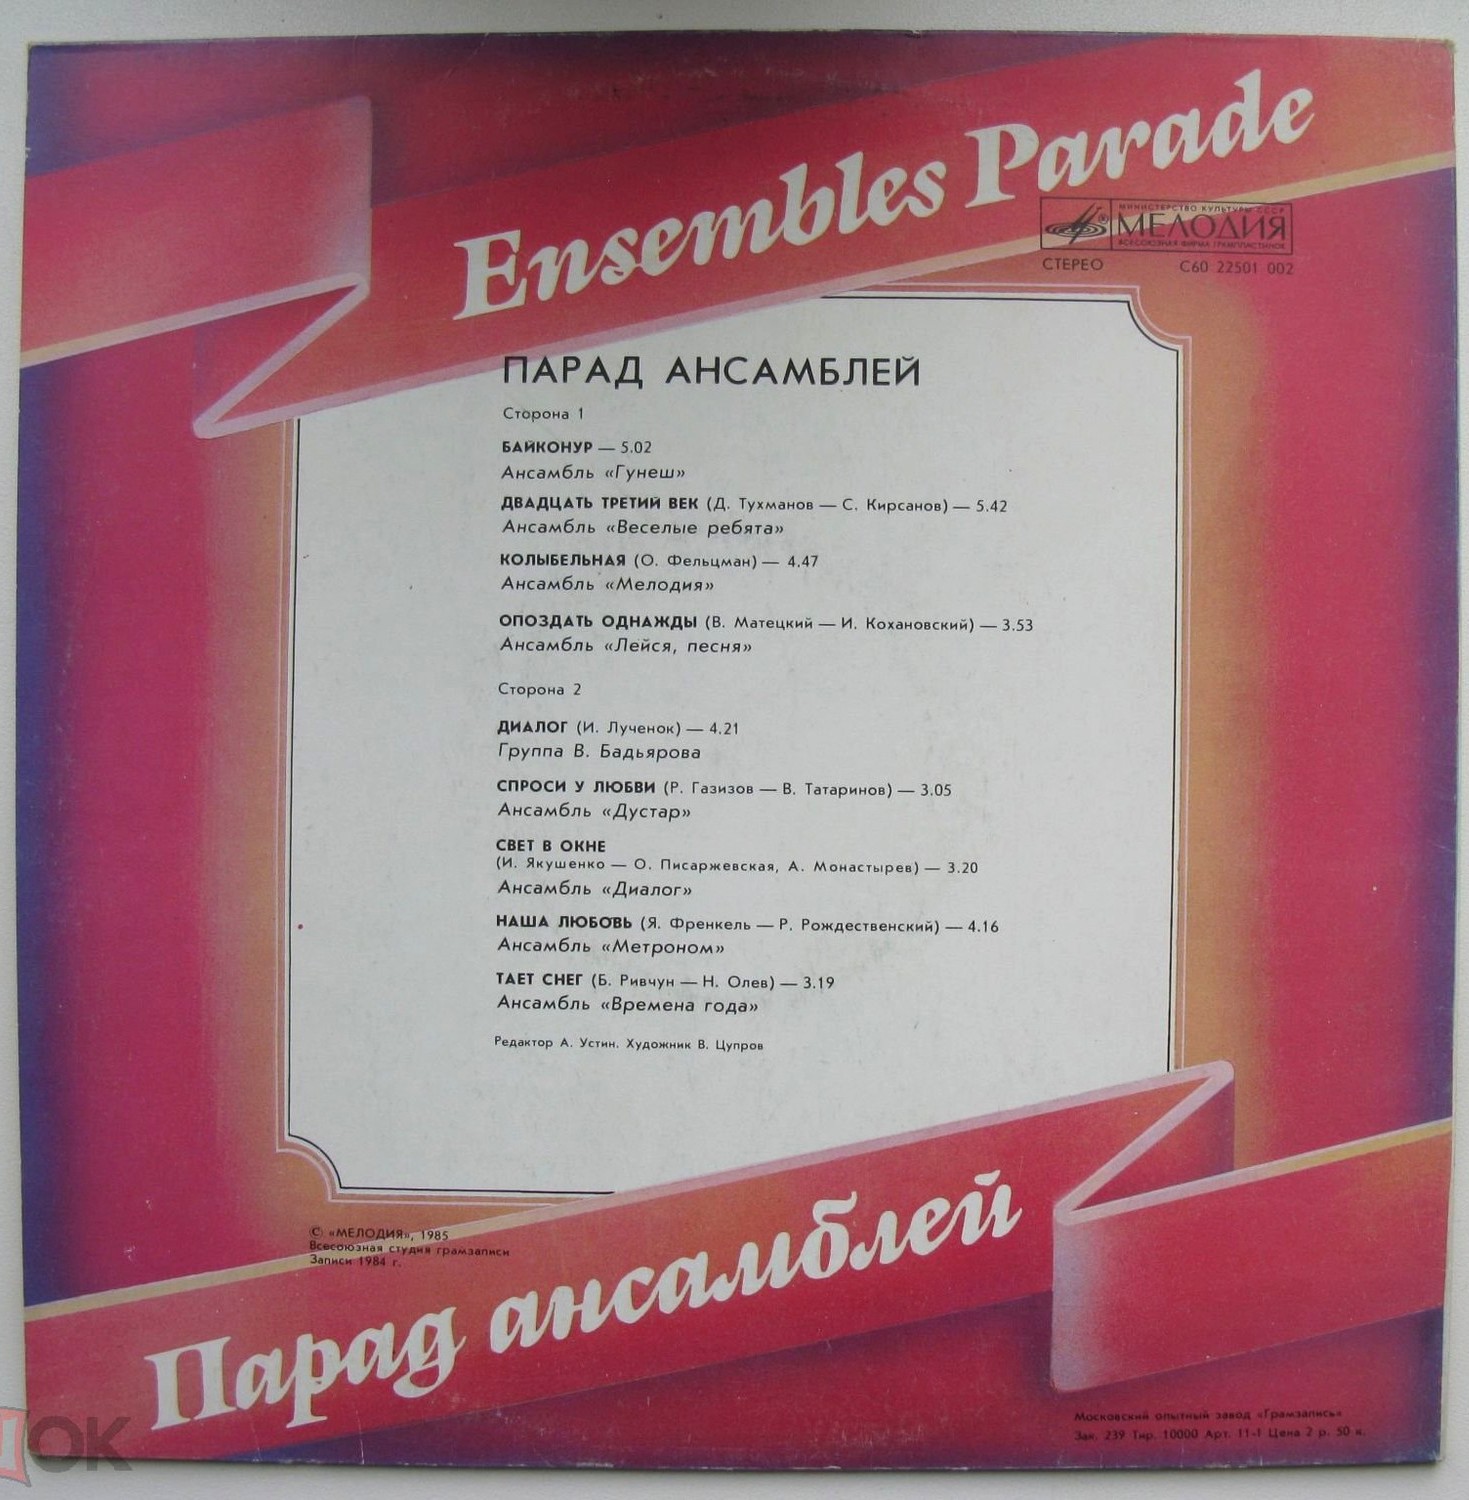 Ensembles Parade
МИНИСТЕРСТВО КУЛЬТУРЫ СССР
МЕЛОДИЯ
ВСЕСОЮЗНАЯ ФИРМА ГРАМПЛАСТИНОК
СТЕРЕО С60 22501 002
ПАРАД АНСАМБЛЕЙ
Сторона 1
БАЙКОНУР — 5.02
Ансамбль «Гунеш»
ДВАДЦАТЬ ТРЕТИЙ ВЕК (Д. Тухманов — С. Кирсанов) — 5.42
Ансамбль «Веселые ребята»
КОЛЫБЕЛЬНАЯ (О. Фельцман) — 4.47
Ансамбль «Мелодия»
ОПОЗДАТЬ ОДНАЖДЫ (В. Матецкий — И. Кохановский) — 3.53
Ансамбль «Лейся, песня»
Сторона 2
ДИАЛОГ (И. Лученок) — 4.21
Группа В. Бадьярова
СПРОСИ У ЛЮБВИ (Р. Газизов — В. Татаринов) — 3.05
Ансамбль «Дустар»
СВЕТ В ОКНЕ
(И. Якушенко — О. Писаржевская, А. Монастырев) — 3.20
Ансамбль «Диалог»
НАША ЛЮБОВЬ (Я. Френкель — Р. Рождественский) — 4.16
Ансамбль «Метроном»
ТАЕТ СНЕГ (Б. Ривчун — Н. Олев) — 3.19
Ансамбль «Времена года»
Редактор А. Устин. Художник В. Цупров
© «МЕЛОДИЯ», 1985
Всесоюзная студия грамзаписи
Записи 1984 г.
Парад ансамблей
Московский опытный завод «Грамзапись»
Зак. 239 Тир. 10000 Арт. 11-1 Цена 2 р. 50 к.
ОК